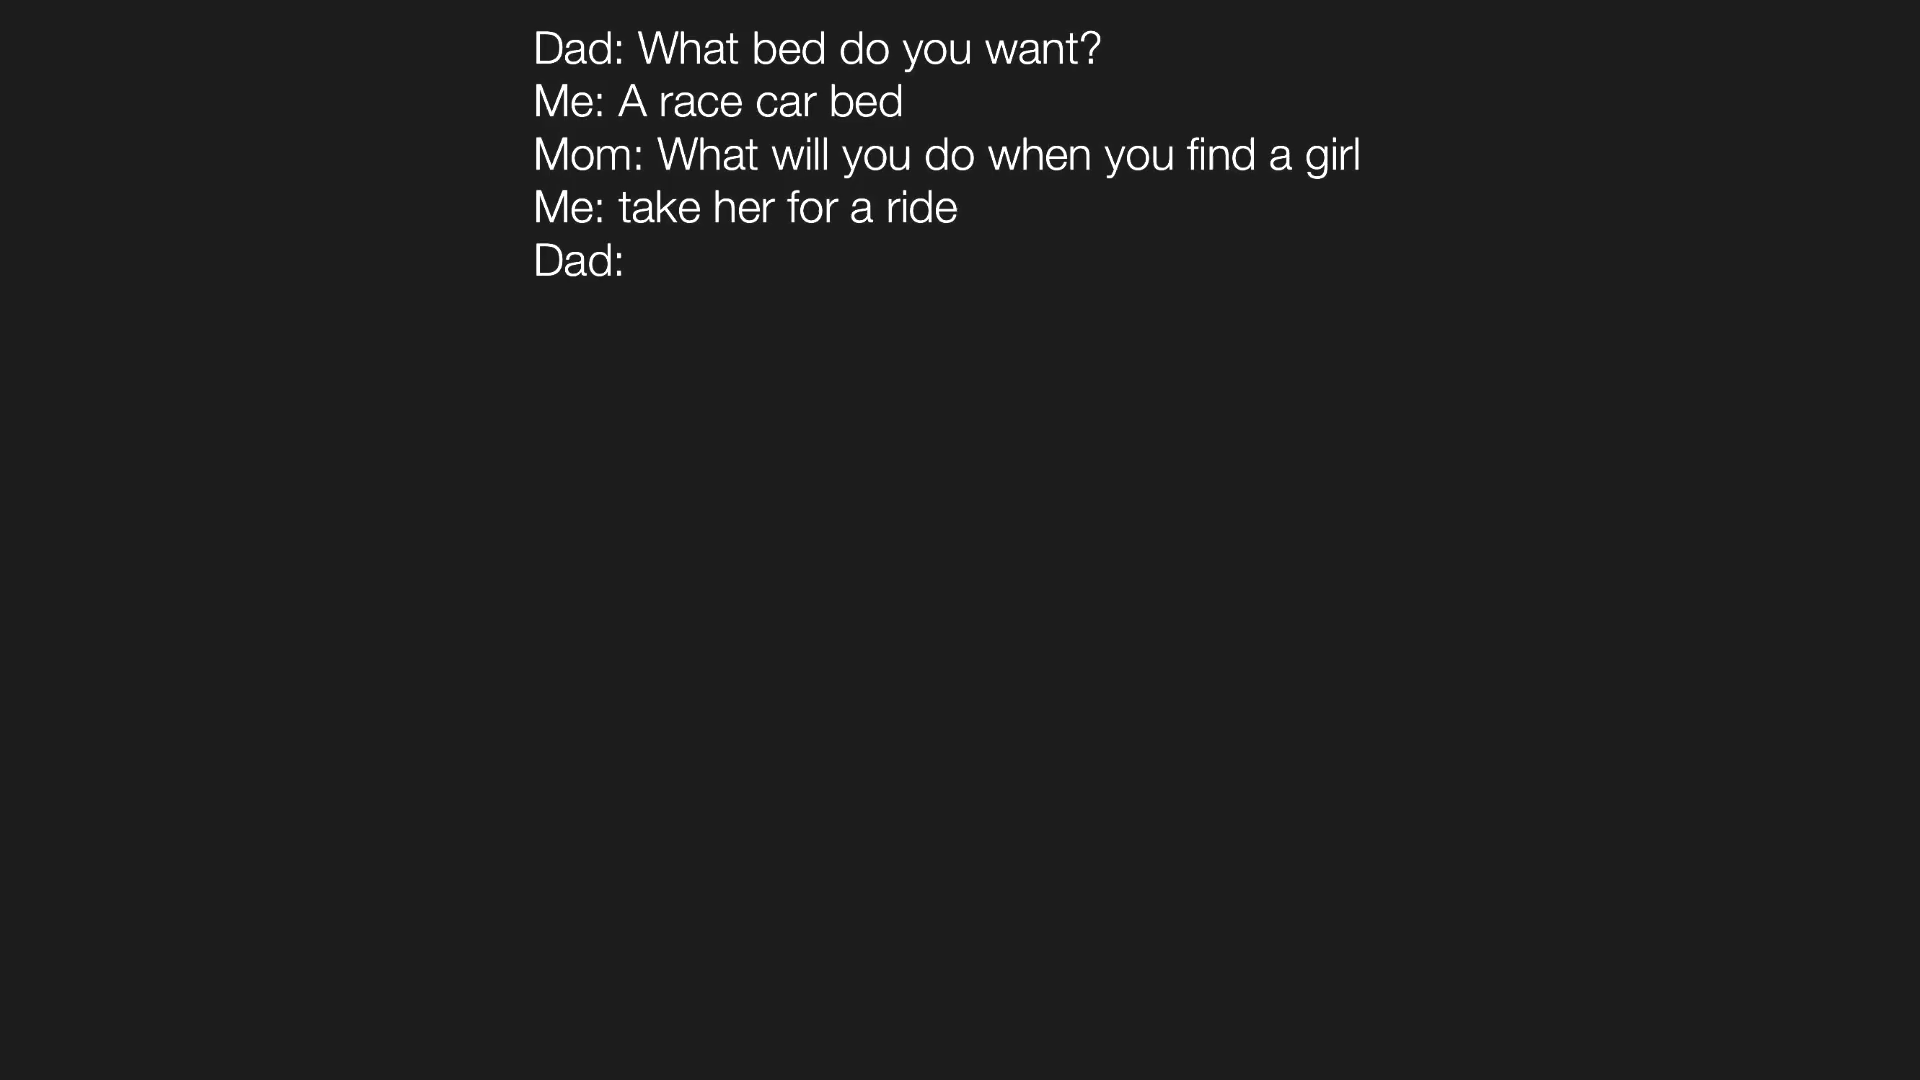 Dad: What bed do you want?
Me: A race car bed
Mom: What will you do when you find a girl
Me: take her for a ride
Dad: